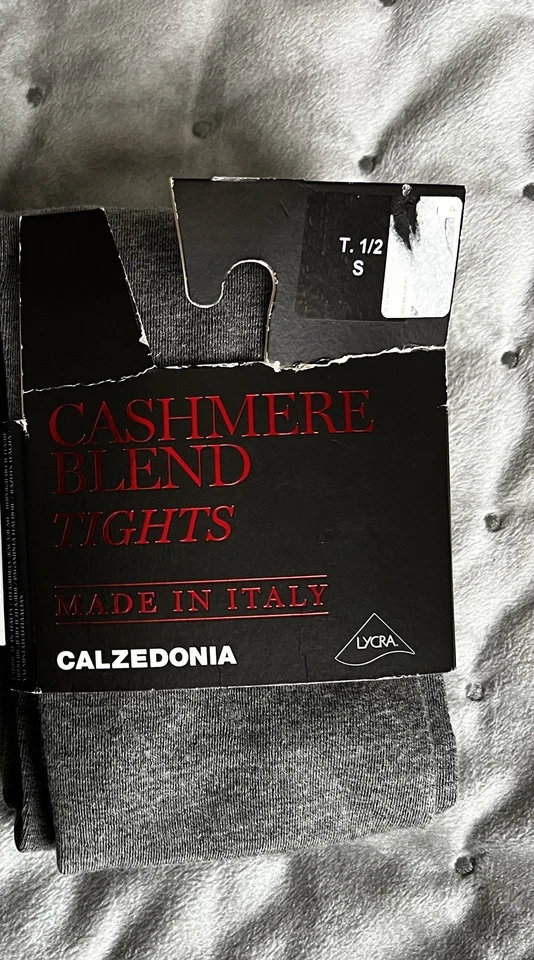 T. 1/2
S
CASHMERE
BLEND
TIGHTS
MADE IN ITALY
CALZEDONIA
LYCRA